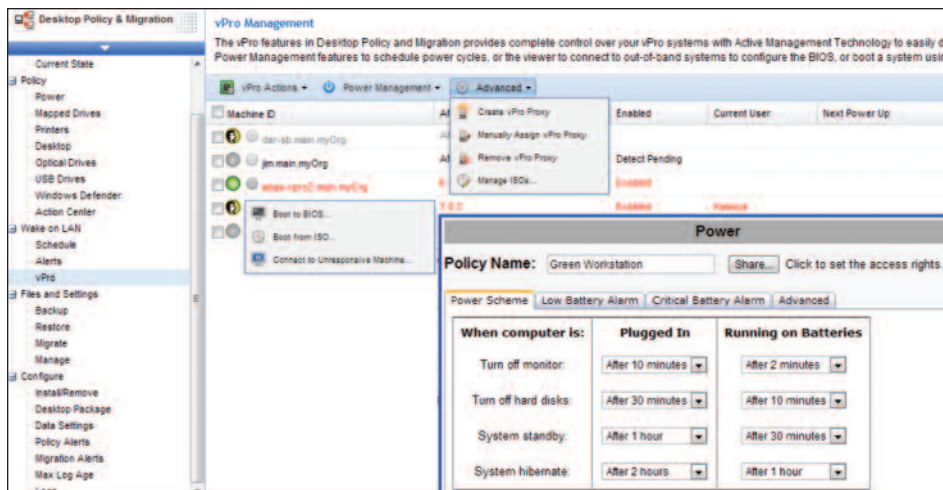 Desktop Policy & Migration
Current State
Policy
Power
Mapped Drives
Printers
Desktop
Optical Drives
USB Drives
Windows Defender
Action Center
Wake on LAN
Schedule
Alerts
vPro
Files and Settings
Backup
Restore
Migrate
Manage
Configure
Install/Remove
Desktop Package
Data Settings
Policy Alerts
Migration Alerts
Max Log Age
vPro Management
The vPro features in Desktop Policy and Migration provides complete control over your vPro systems with Active Management Technology to easily
Power Management features to schedule power cycles, or the viewer to connect to out-of-band systems to configure the BIOS, or boot a system
vPro Actions Power Management Advanced
Machine ID Enabled Current User Next Power Up
Create vPro Proxy
Manually Assign vPro Proxy
Remove vPro Proxy
Manage ISOs...
der-sb.main.myOrg
jim.main.myOrg Detect Pending
Enabled
Enabled
Boot to BIOS...
Boot from ISO...
Connect to Unresponsive Machine...
Power
Policy Name: Green Workstation Share... Click to set the access rights.
Power Scheme Low Battery Alarm Critical Battery Alarm Advanced
When computer is: Plugged In Running on Batteries
Turn off monitor: After 10 minutes After 2 minutes
Turn off hard disks: After 30 minutes After 10 minutes
System standby: After 1 hour After 30 minutes
System hibernate: After 2 hours After 1 hour